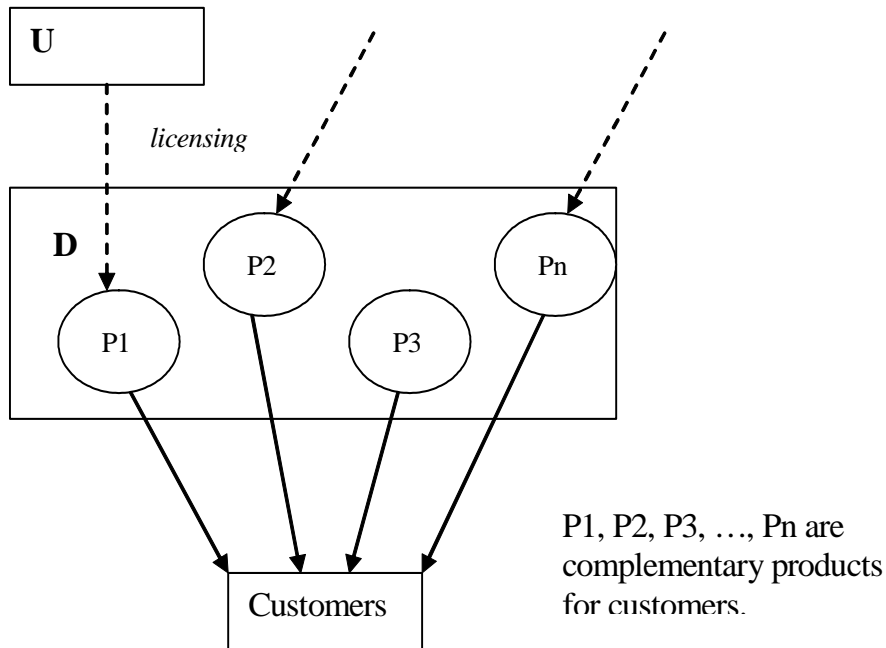 U
licensing
D
P2
Pn
P1
P3
P1, P2, P3, …, Pn are
complementary products
for customers.
Customers